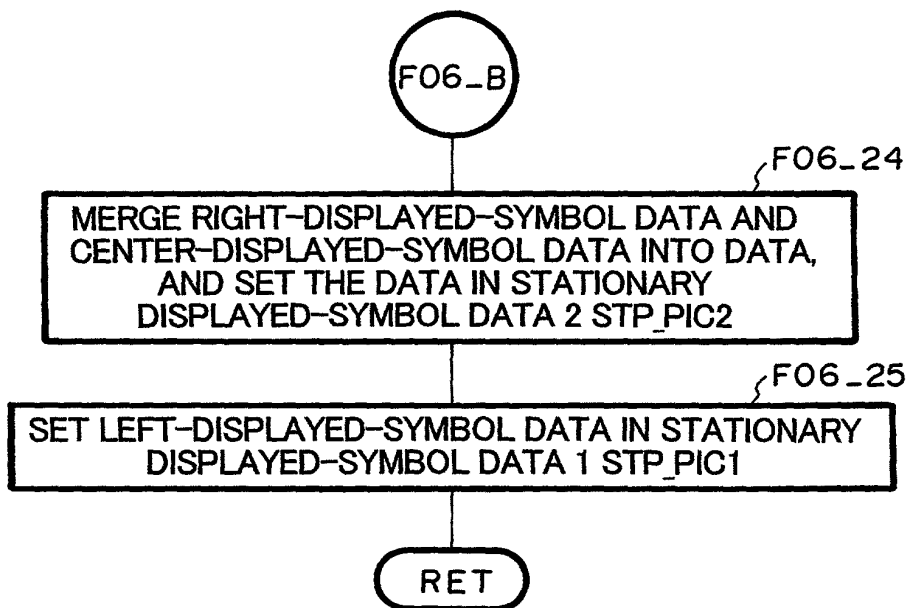 F06_B
F06_24
MERGE RIGHT-DISPLAYED-SYMBOL DATA AND
CENTER-DISPLAYED-SYMBOL DATA INTO DATA,
AND SET THE DATA IN STATIONARY
DISPLAYED-SYMBOL DATA 2 STP_PIC2
F06_25
SET LEFT-DISPLAYED-SYMBOL DATA IN STATIONARY
DISPLAYED-SYMBOL DATA 1 STP_PIC1
RET